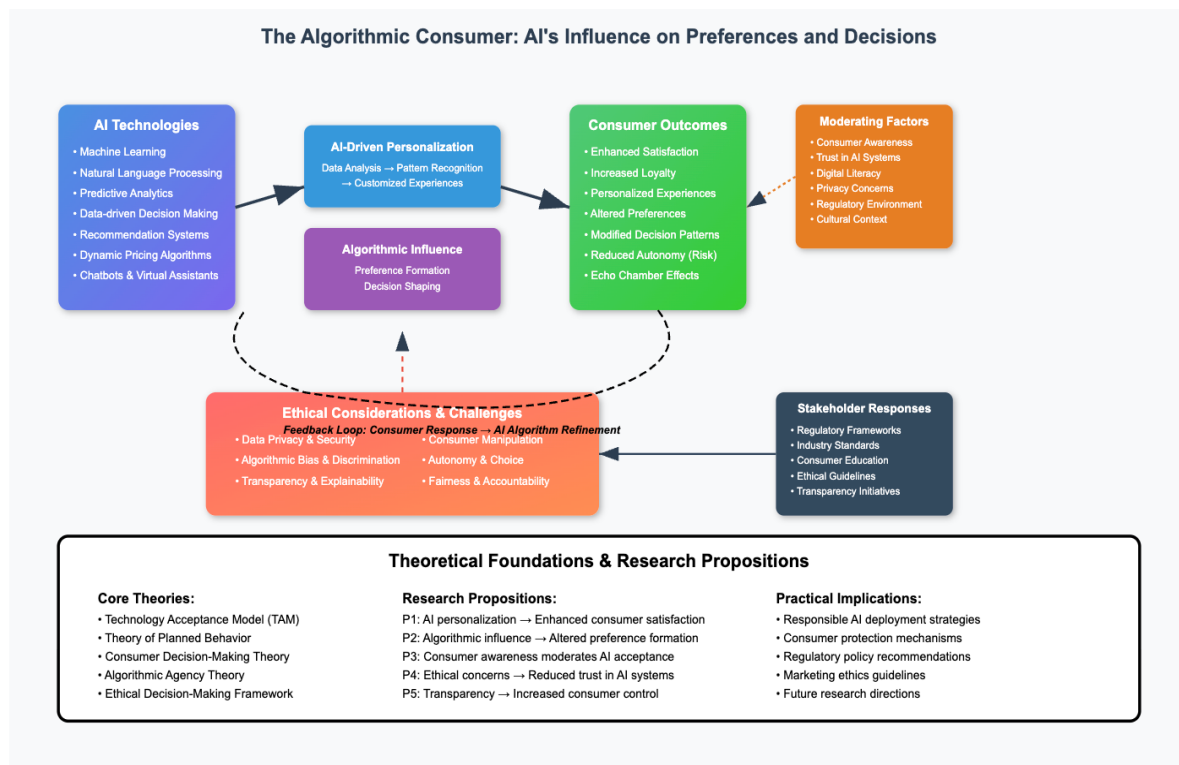 The Algorithmic Consumer: AI's Influence on Preferences and Decisions
AI Technologies
• Machine Learning
• Natural Language Processing
• Predictive Analytics
• Data-driven Decision Making
• Recommendation Systems
• Dynamic Pricing Algorithms
• Chatbots & Virtual Assistants
AI-Driven Personalization
Data Analysis → Pattern Recognition
→ Customized Experiences
Algorithmic Influence
Preference Formation
Decision Shaping
Consumer Outcomes
• Enhanced Satisfaction
• Increased Loyalty
• Personalized Experiences
• Altered Preferences
• Modified Decision Patterns
• Reduced Autonomy (Risk)
• Echo Chamber Effects
Moderating Factors
• Consumer Awareness
• Trust in AI Systems
• Digital Literacy
• Privacy Concerns
• Regulatory Environment
• Cultural Context
Ethical Considerations & Challenges
Feedback Loop: Consumer Response → AI Algorithm Refinement
• Data Privacy & Security
• Algorithmic Bias & Discrimination
• Transparency & Explainability
• Consumer Manipulation
• Autonomy & Choice
• Fairness & Accountability
Stakeholder Responses
• Regulatory Frameworks
• Industry Standards
• Consumer Education
• Ethical Guidelines
• Transparency Initiatives
Theoretical Foundations & Research Propositions
Core Theories:
• Technology Acceptance Model (TAM)
• Theory of Planned Behavior
• Consumer Decision-Making Theory
• Algorithmic Agency Theory
• Ethical Decision-Making Framework
Research Propositions:
P1: AI personalization → Enhanced consumer satisfaction
P2: Algorithmic influence → Altered preference formation
P3: Consumer awareness moderates AI acceptance
P4: Ethical concerns → Reduced trust in AI systems
P5: Transparency → Increased consumer control
Practical Implications:
• Responsible AI deployment strategies
• Consumer protection mechanisms
• Regulatory policy recommendations
• Marketing ethics guidelines
• Future research directions